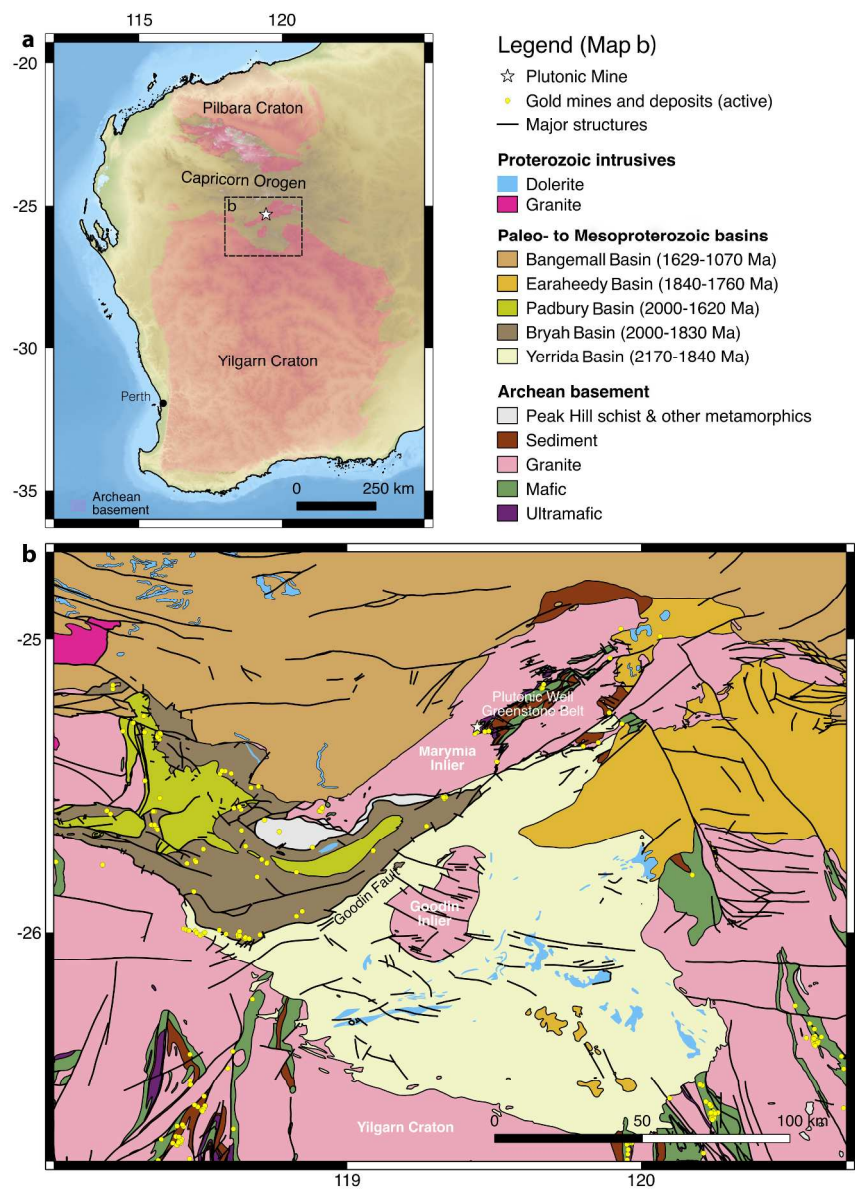 115 120
a
-20
-25
-30
-35
Pilbara Craton
Capricorn Orogen
b
Yilgarn Craton
Perth
0 250 km
Archean
basement
Legend (Map b)
Plutonic Mine
Gold mines and deposits (active)
Major structures
Proterozoic intrusives
Dolerite
Granite
Paleo- to Mesoproterozoic basins
Bangemall Basin (1629-1070 Ma)
Earaheedy Basin (1840-1760 Ma)
Padbury Basin (2000-1620 Ma)
Bryah Basin (2000-1830 Ma)
Yerrida Basin (2170-1840 Ma)
Archean basement
Peak Hill schist & other metamorphics
Sediment
Granite
Mafic
Ultramafic
b
-25
-26
Plutonic Well
Greenstone Belt
Marymia
Inlier
Goodin Fault
Goodin
Inlier
Yilgarn Craton
0 50 100 km
119 120